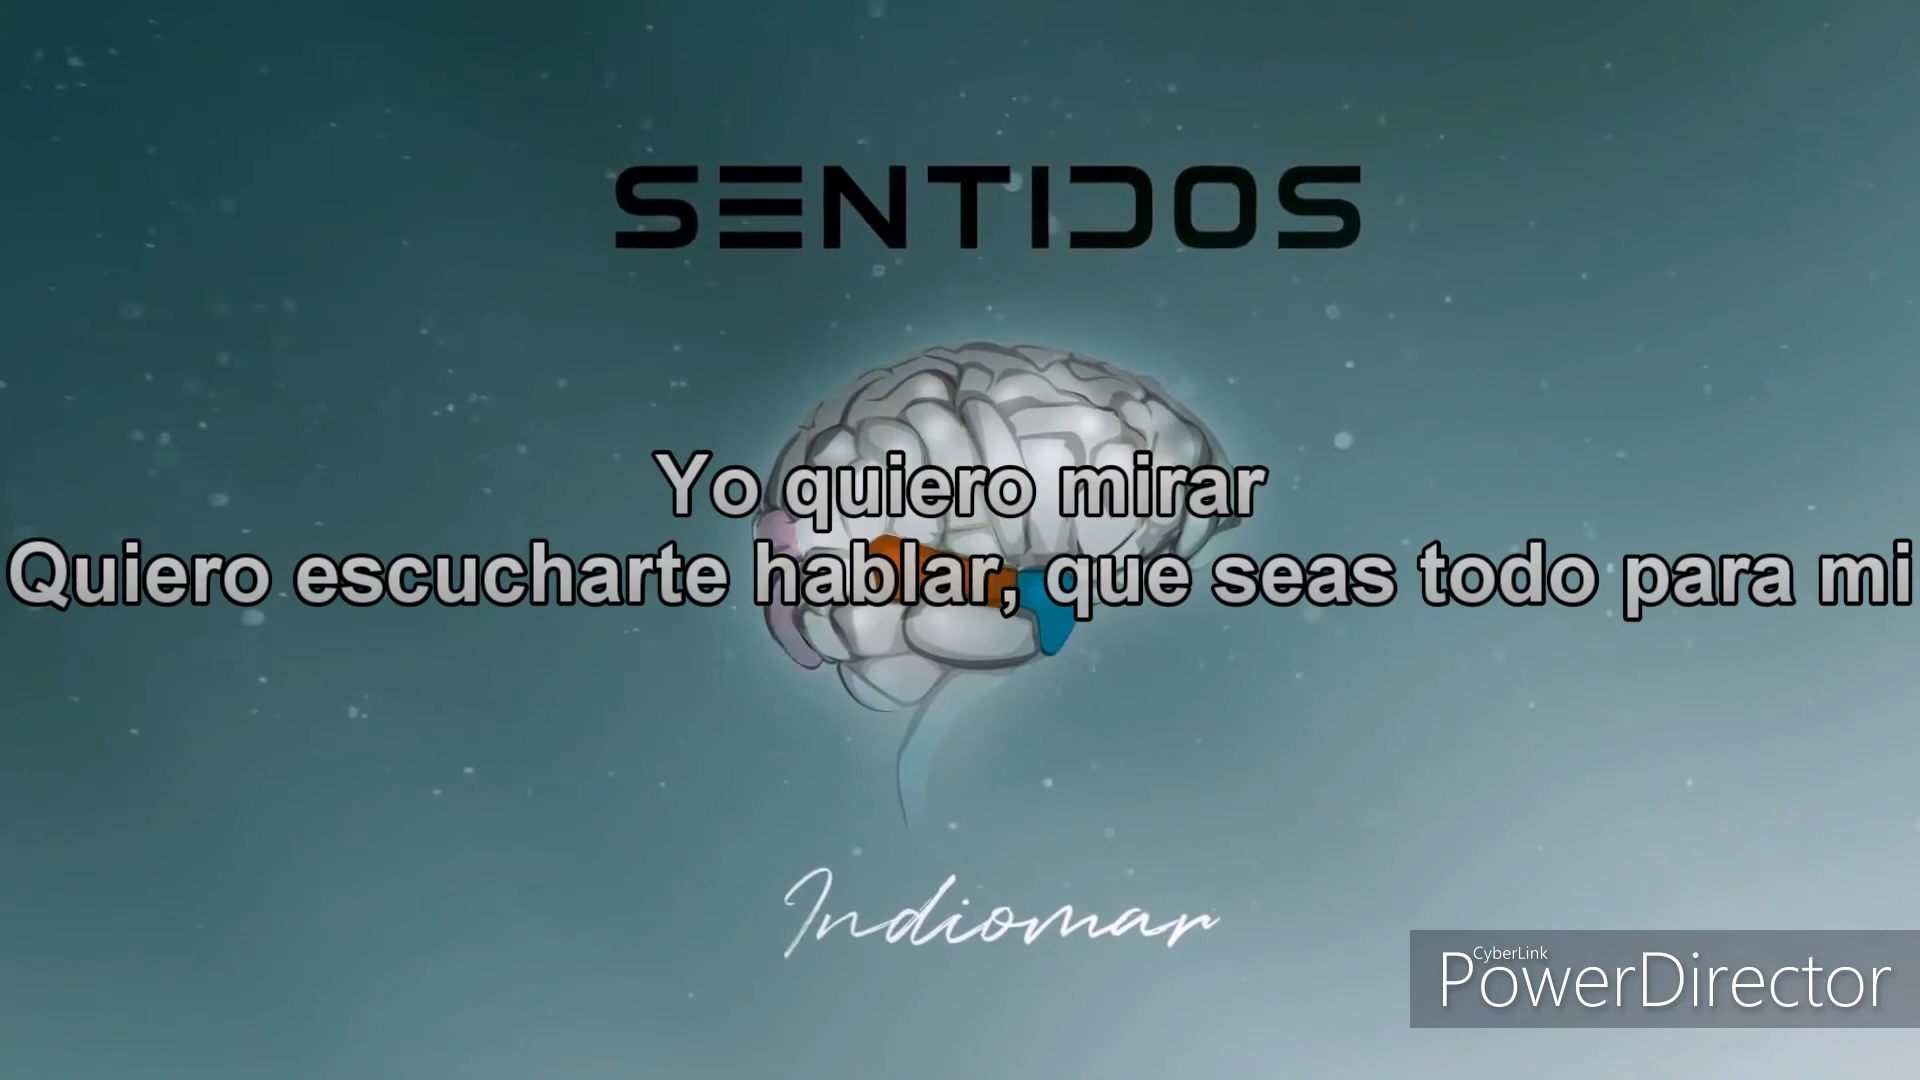 SENTIDOS
Yo quiero mirar
Quiero escucharte hablar, que seas todo para mi
Indiomar
CyberLink
PowerDirector